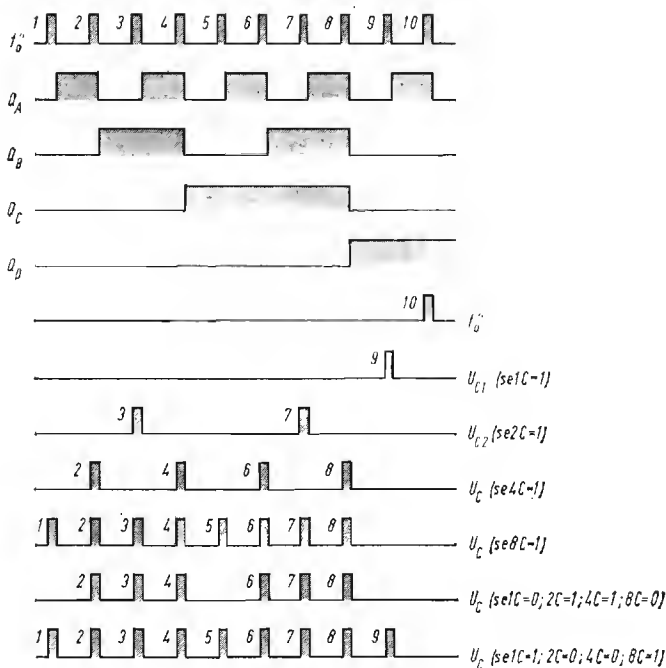 1 2 3 4 5 6 7 8 9 10
Q_A
Q_B
Q_C
Q_D
10
9 U_C1 (se1C=1)
3 7 U_C2 (se2C=1)
2 4 6 8 U_C (se4C=1)
1 2 3 4 5 6 7 8 U_C (se8C=1)
2 3 4 6 7 8 U_C (se1C=0; 2C=1; 4C=1; 8C=0)
1 2 3 4 5 6 7 8 9 U_C (se1C=1; 2C=0; 4C=0; 8C=1)